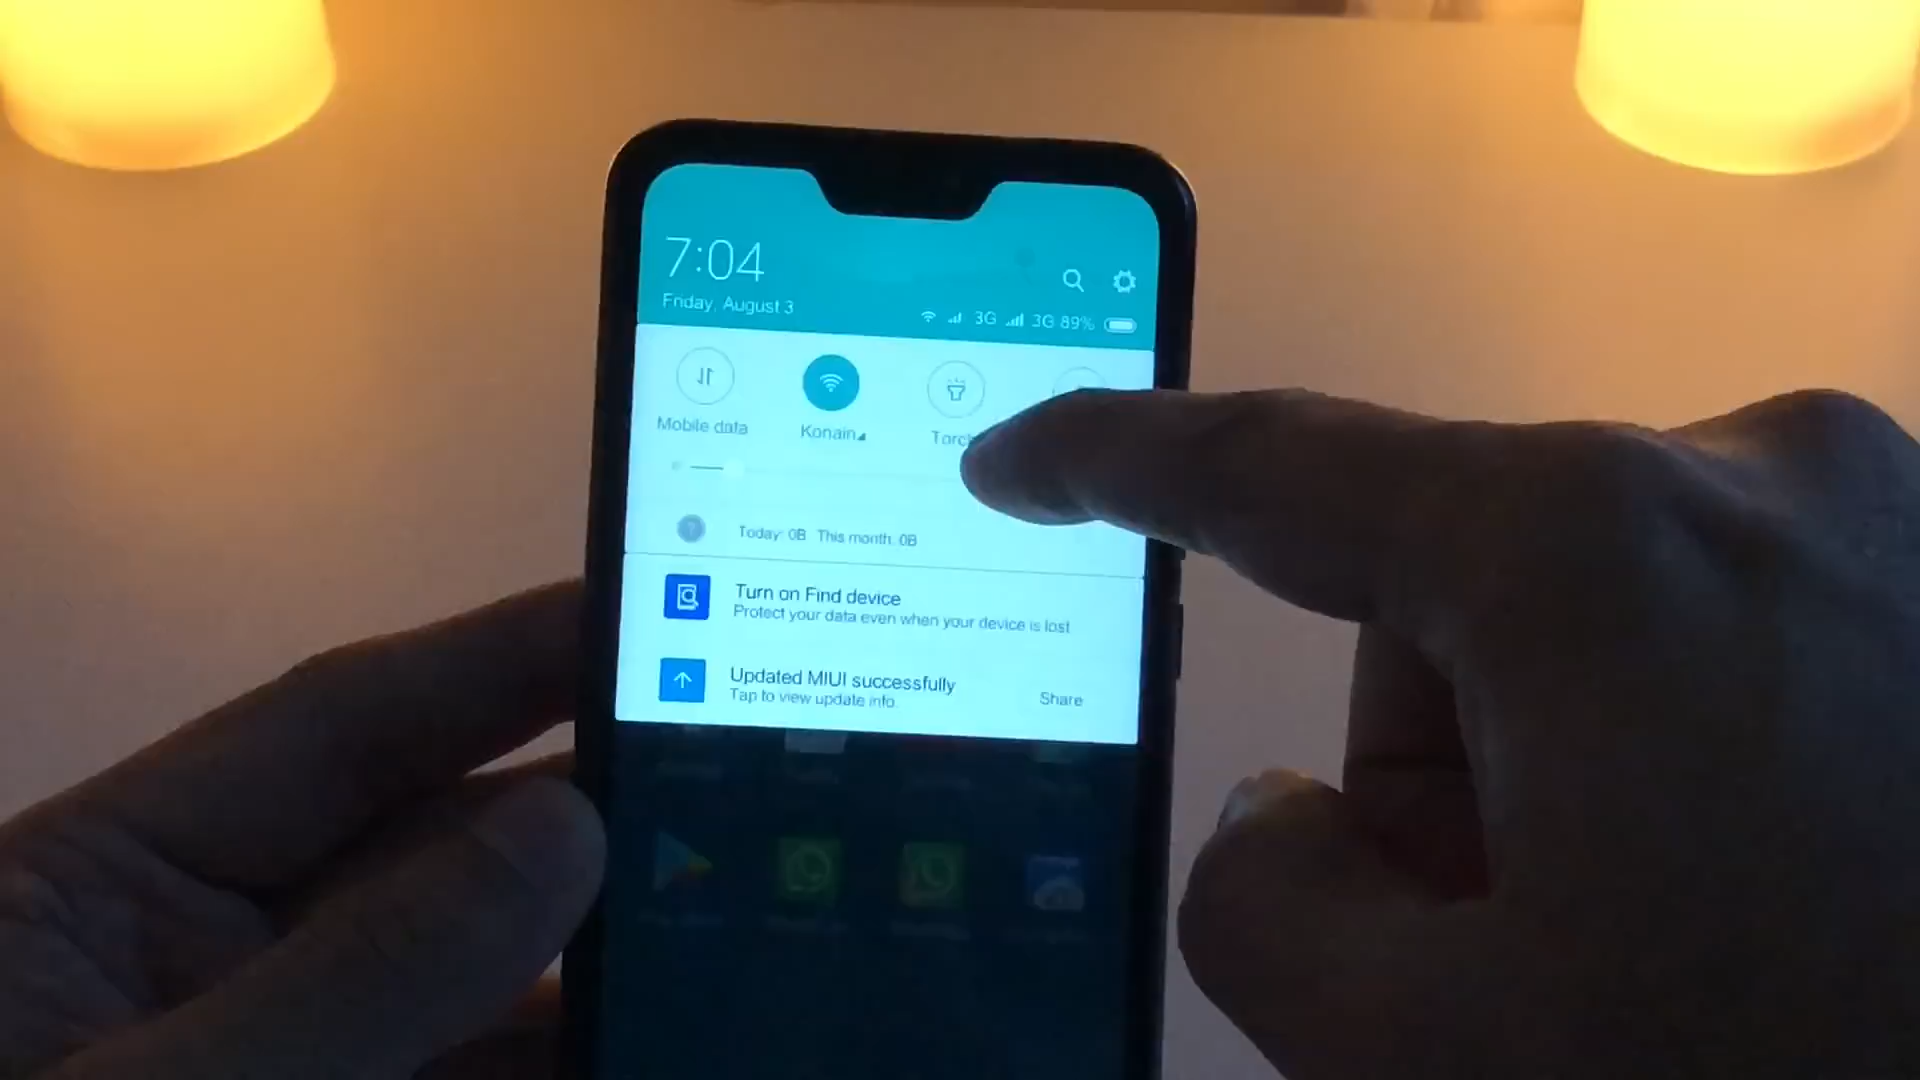 7:04
Friday, August 3
3G 3G 89%
Mobile data
Konain
Torch
Today: 0B This month: 0B
Turn on Find device
Protect your data even when your device is lost
Updated MIUI successfully
Tap to view update info.
Share